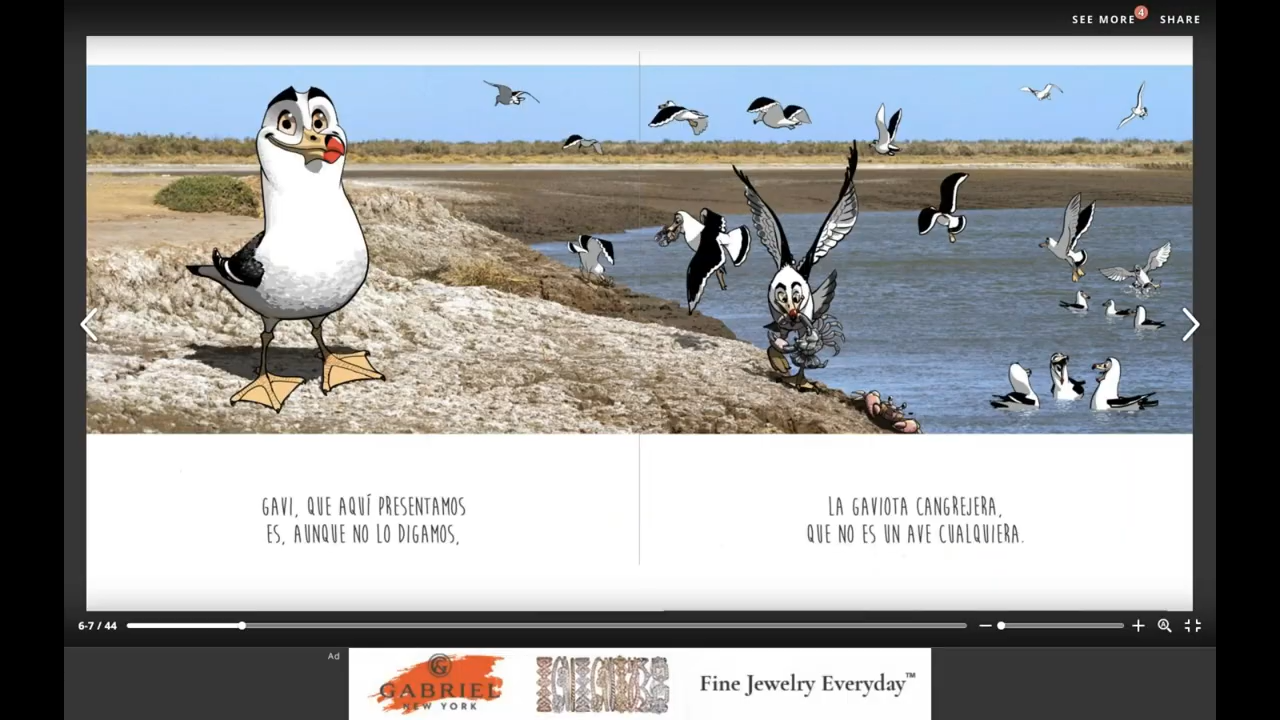 SEE MORE 4 SHARE
GAVI, QUE AQUÍ PRESENTAMOS
ES, AUNQUE NO LO DIGAMOS,
LA GAVIOTA CANGREJERA,
QUE NO ES UN AVE CUALQUIERA.
6-7 / 44
Ad
GABRIEL
NEW YORK
Fine Jewelry Everyday™